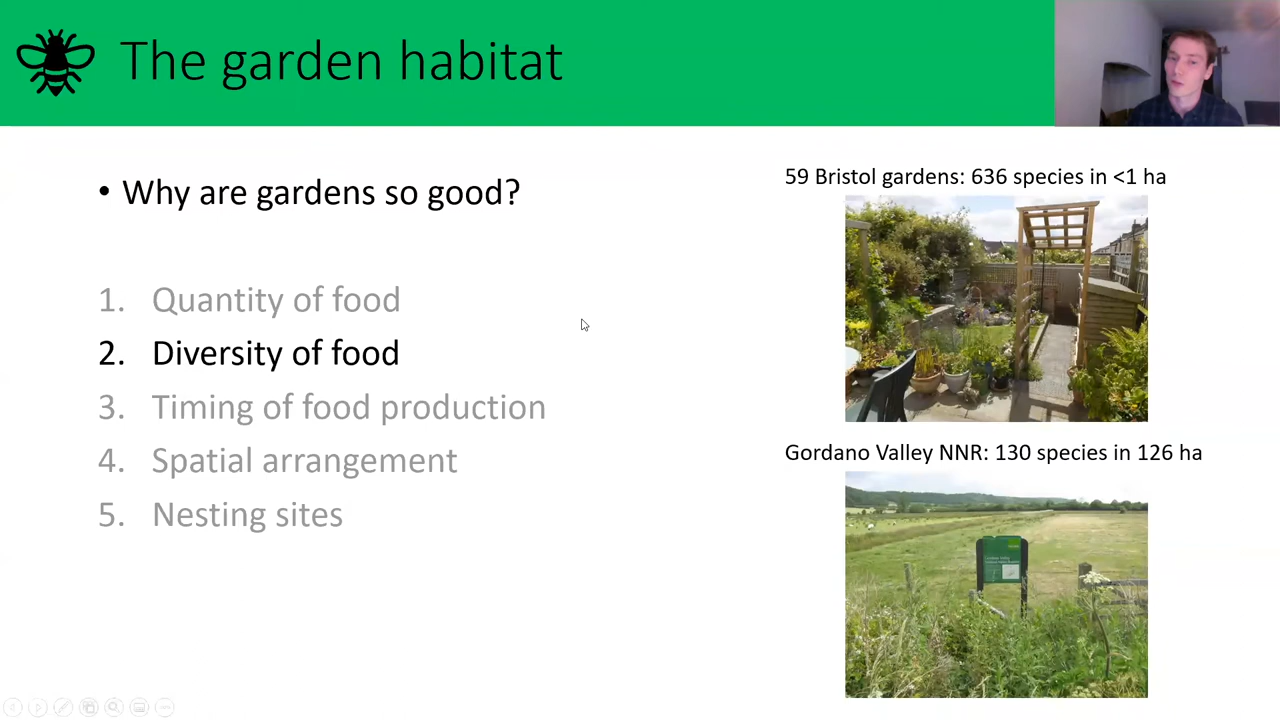 The garden habitat
• Why are gardens so good?
1. Quantity of food
2. Diversity of food
3. Timing of food production
4. Spatial arrangement
5. Nesting sites
59 Bristol gardens: 636 species in <1 ha
Gordano Valley NNR: 130 species in 126 ha